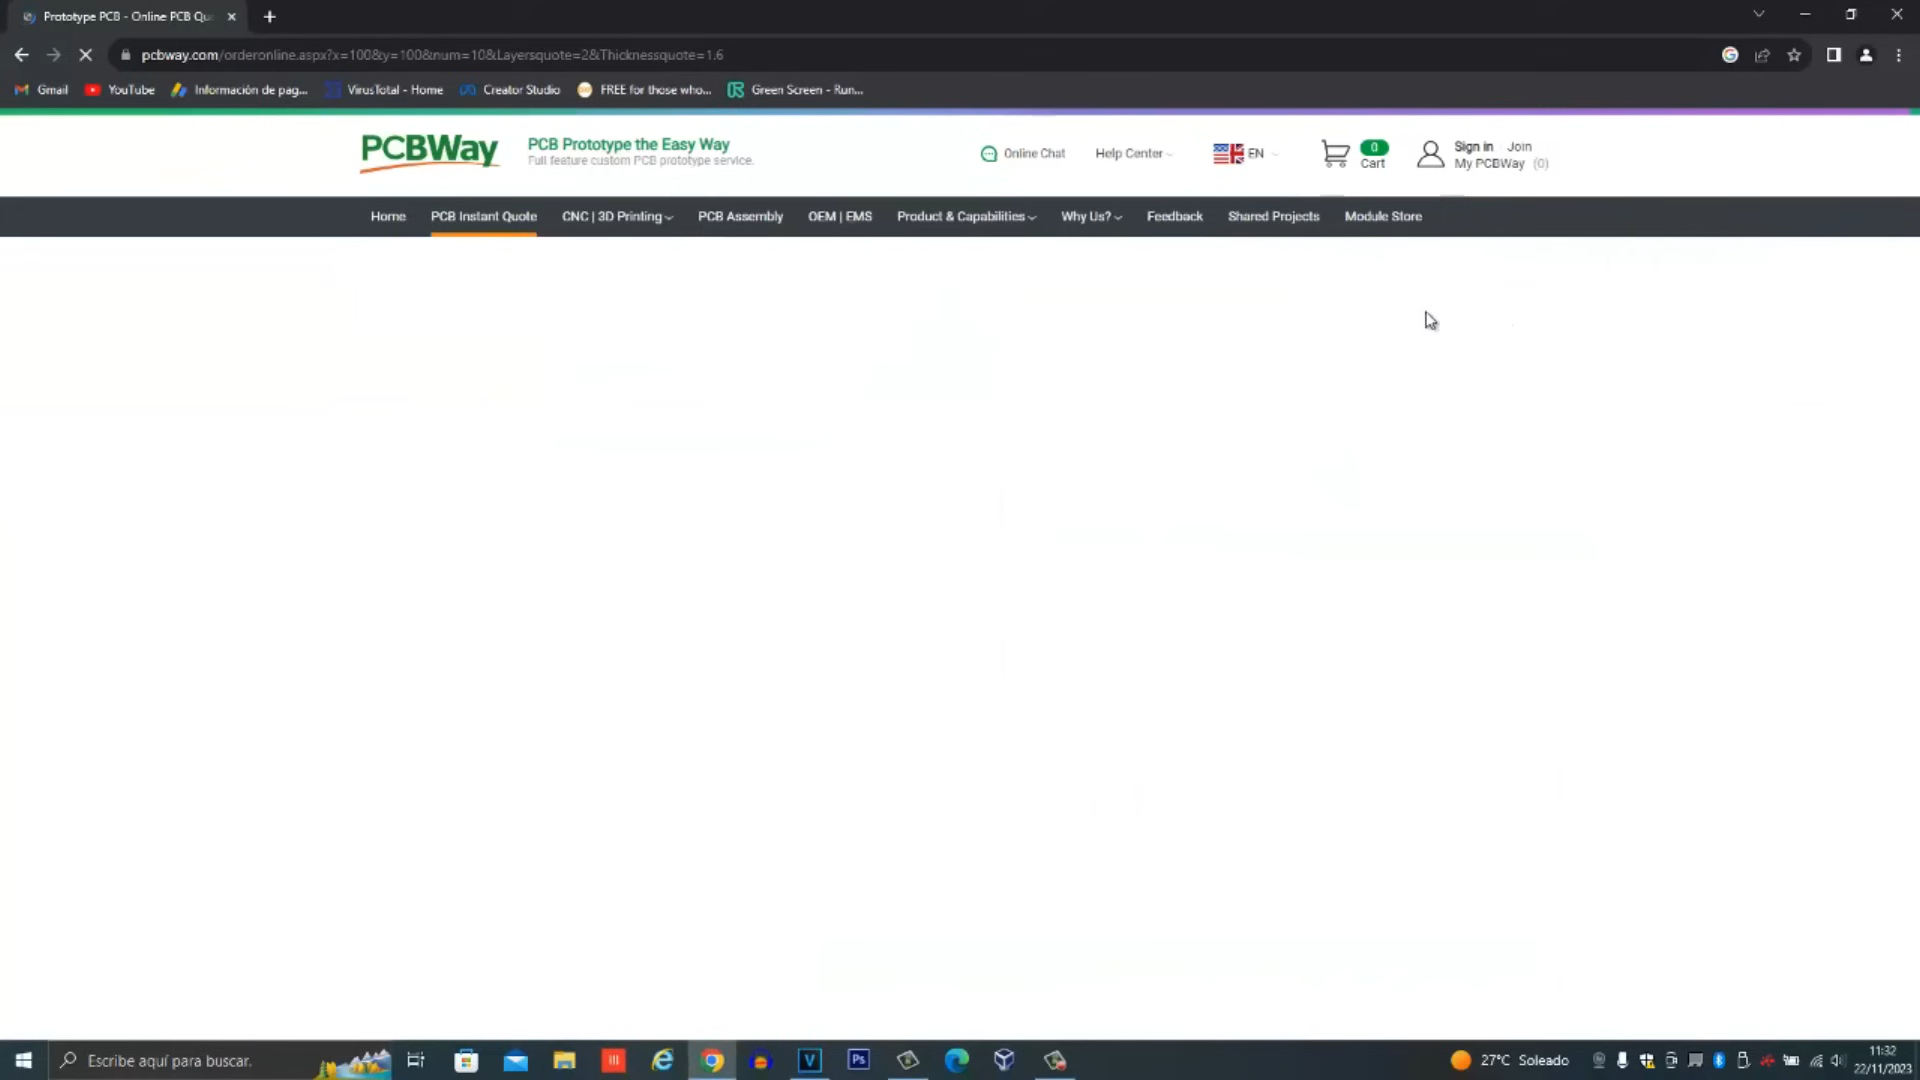 Prototype PCB - Online PCB Qu
pcbway.com/orderonline.aspx?x=100&y=100&num=10&Layersquote=2&Thicknessquote=1.6
Gmail YouTube Información de pag... VirusTotal - Home Creator Studio FREE for those who... Green Screen - Run...
PCBWay
PCB Prototype the Easy Way
Full feature custom PCB prototype service.
Online Chat Help Center EN
0
Cart
Sign in Join
My PCBWay (0)
Home PCB Instant Quote CNC | 3D Printing PCB Assembly OEM | EMS Product & Capabilities Why Us? Feedback Shared Projects Module Store
Escribe aquí para buscar.
V
Ps
27°C Soleado
11:32
22/11/2023